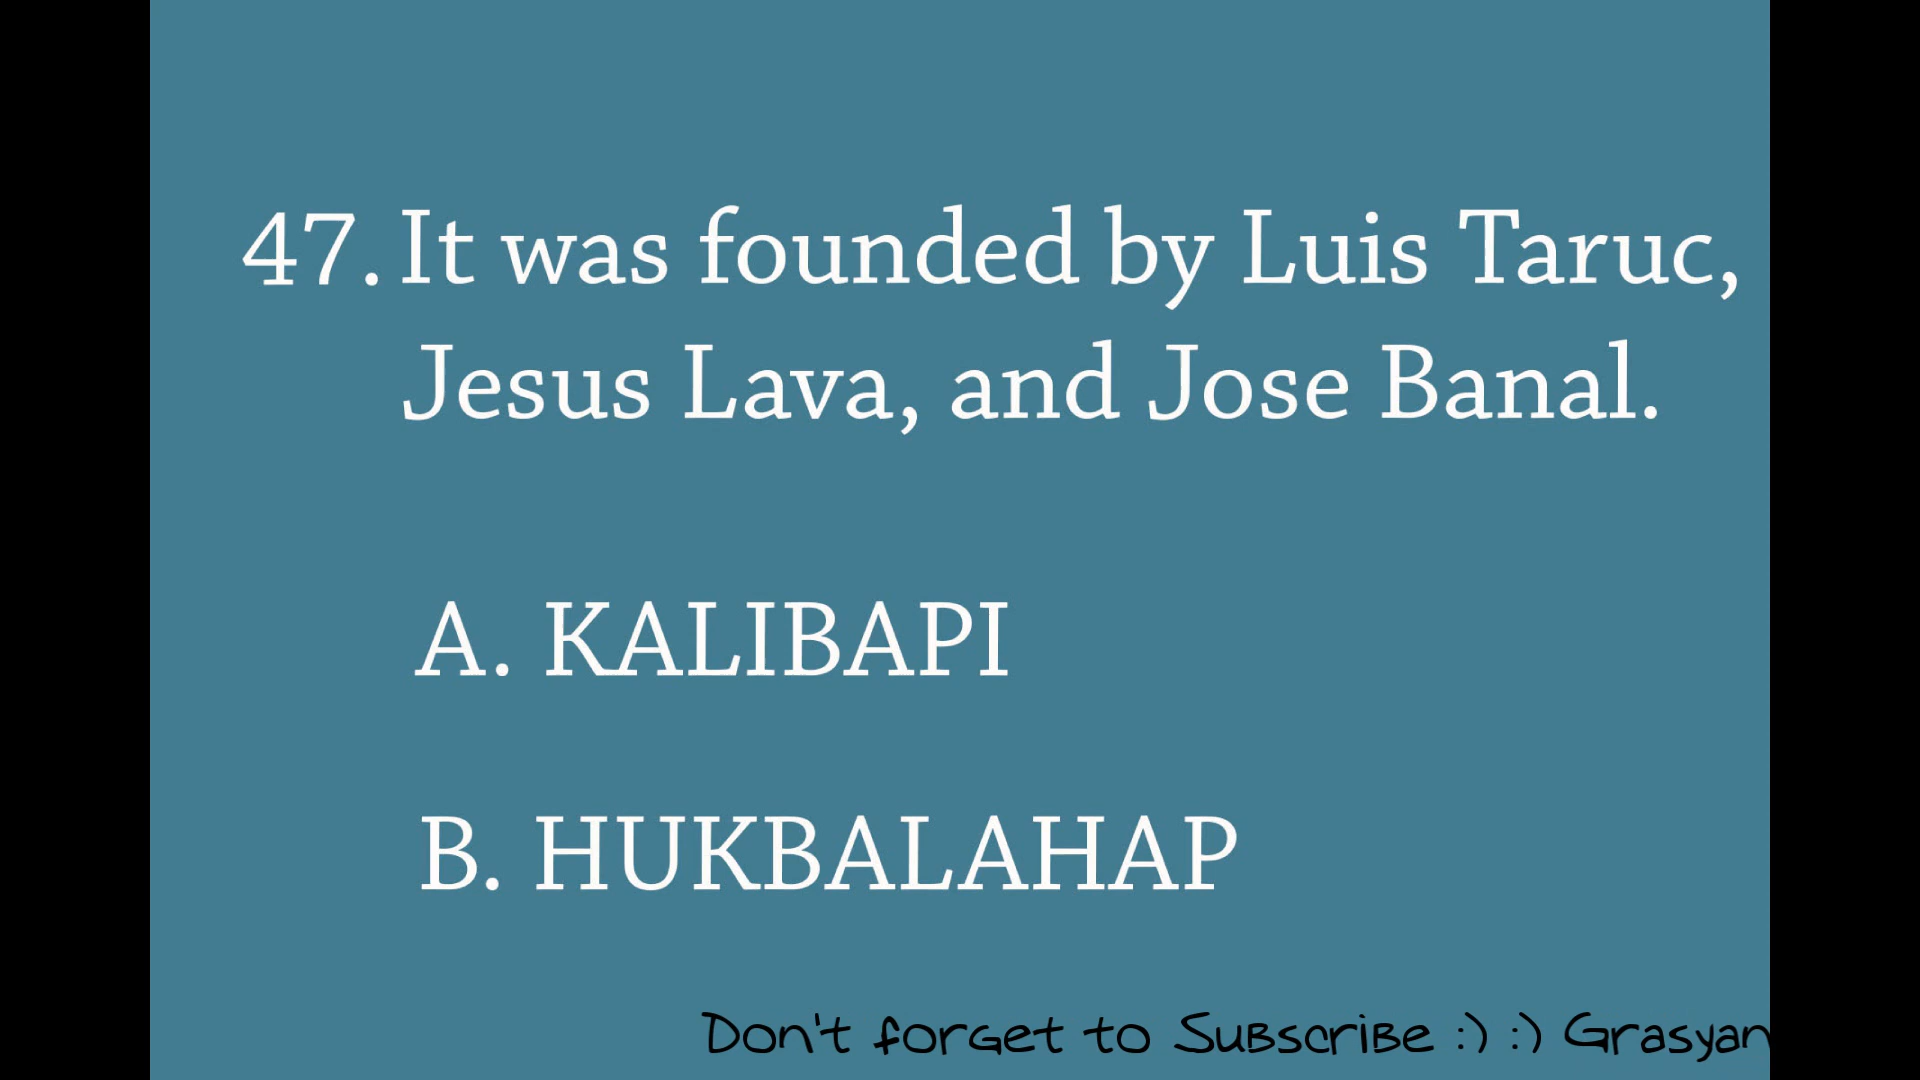 47. It was founded by Luis Taruc,
Jesus Lava, and Jose Banal.
A. KALIBAPI
B. HUKBALAHAP
Don't forget to Subscribe :) :) Grasyan